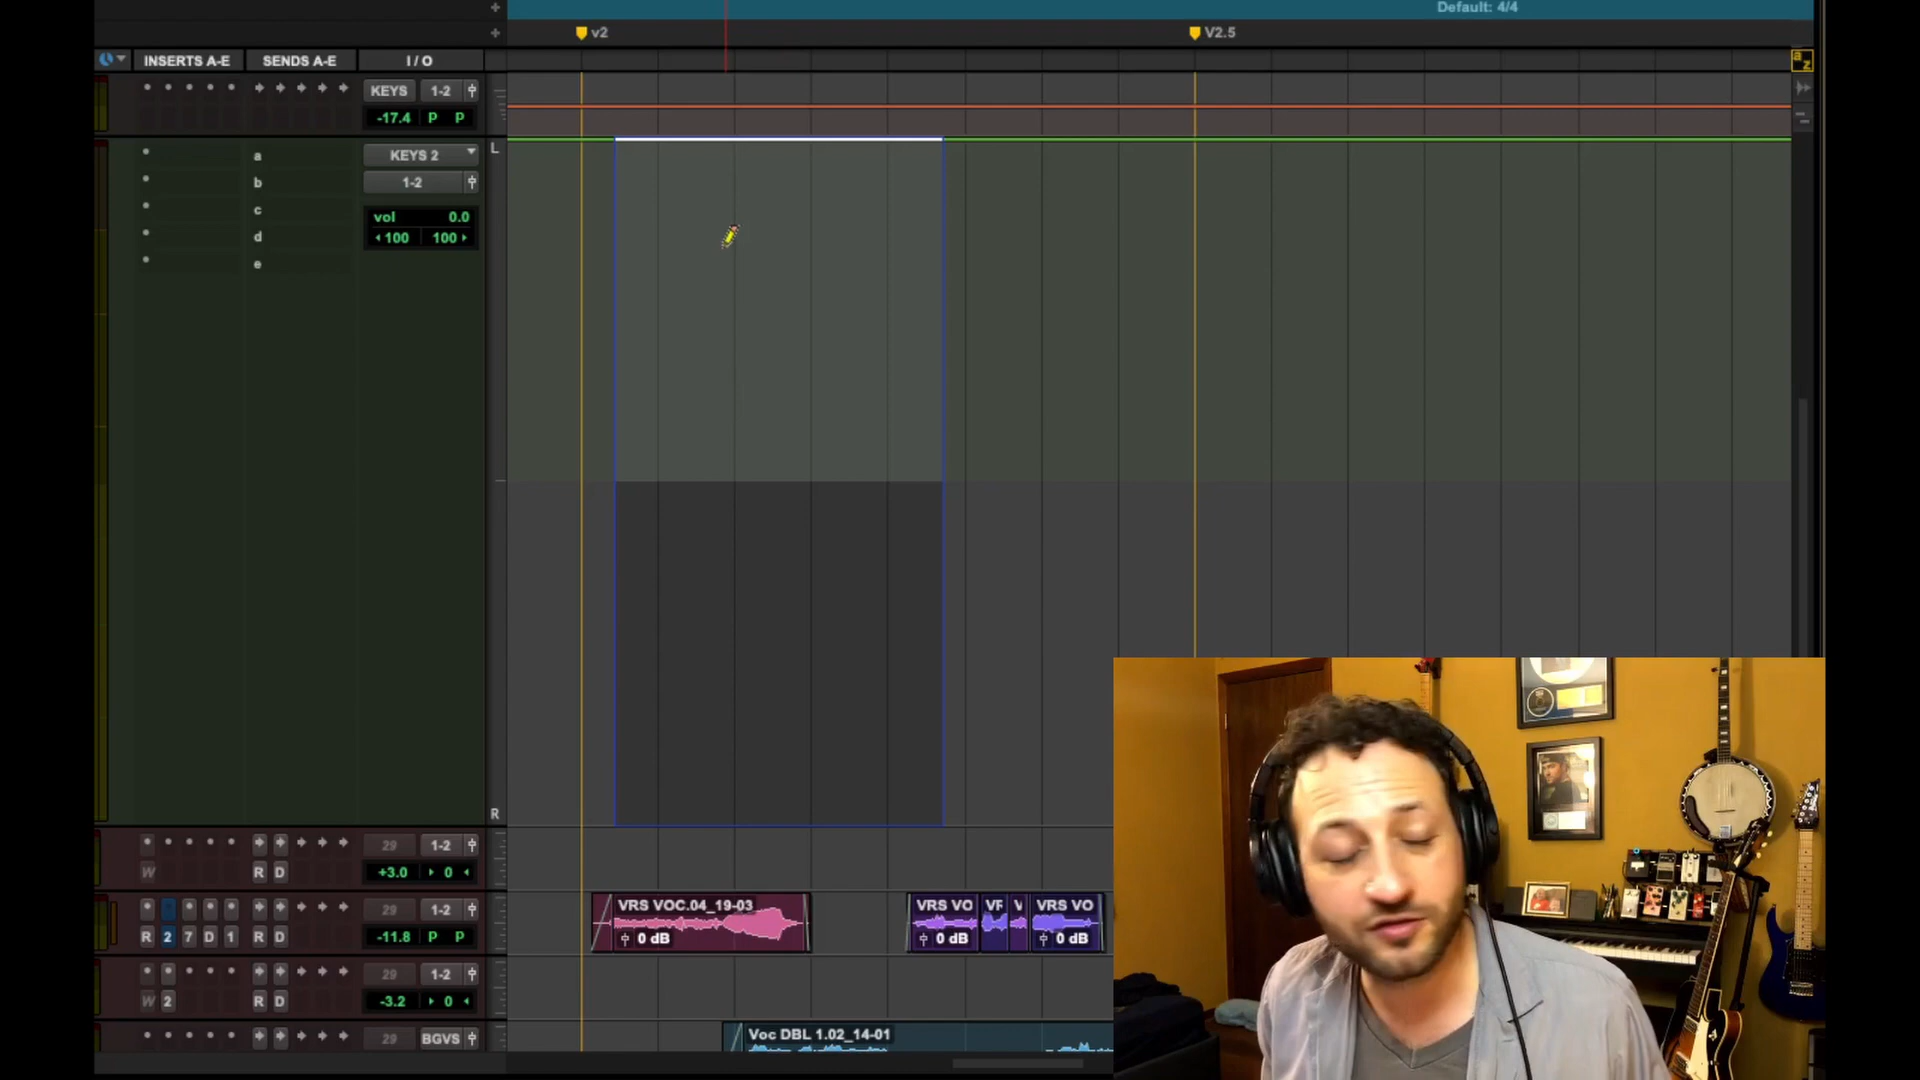 Default: 4/4
v2
V2.5
INSERTS A-E
SENDS A-E
I / O
a
z
KEYS
1-2
-17.4 P P
a
KEYS 2
L
b
1-2
c
vol 0.0
d
100 100
e
R
29
1-2
W
R D
+3.0
0
29
1-2
R 2 7 D 1 R D
-11.8 P P
VRS VOC.04_19-03
0 dB
VRS VO
VF
V
VRS VO
0 dB
0 dB
29
1-2
W 2
R D
-3.2
0
29
BGVS
Voc DBL 1.02_14-01